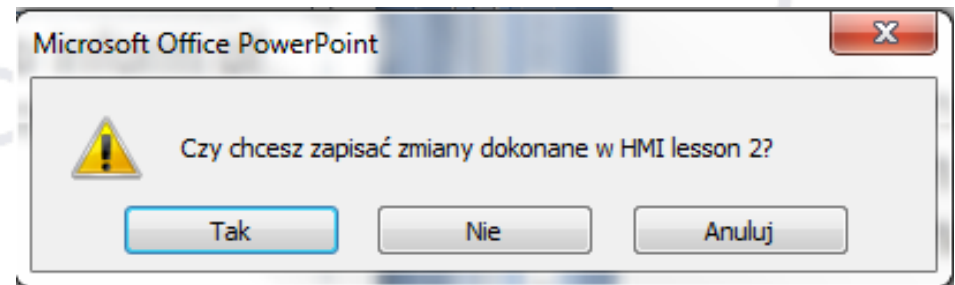 Microsoft Office PowerPoint
Czy chcesz zapisać zmiany dokonane w HMI lesson 2?
Tak
Nie
Anuluj